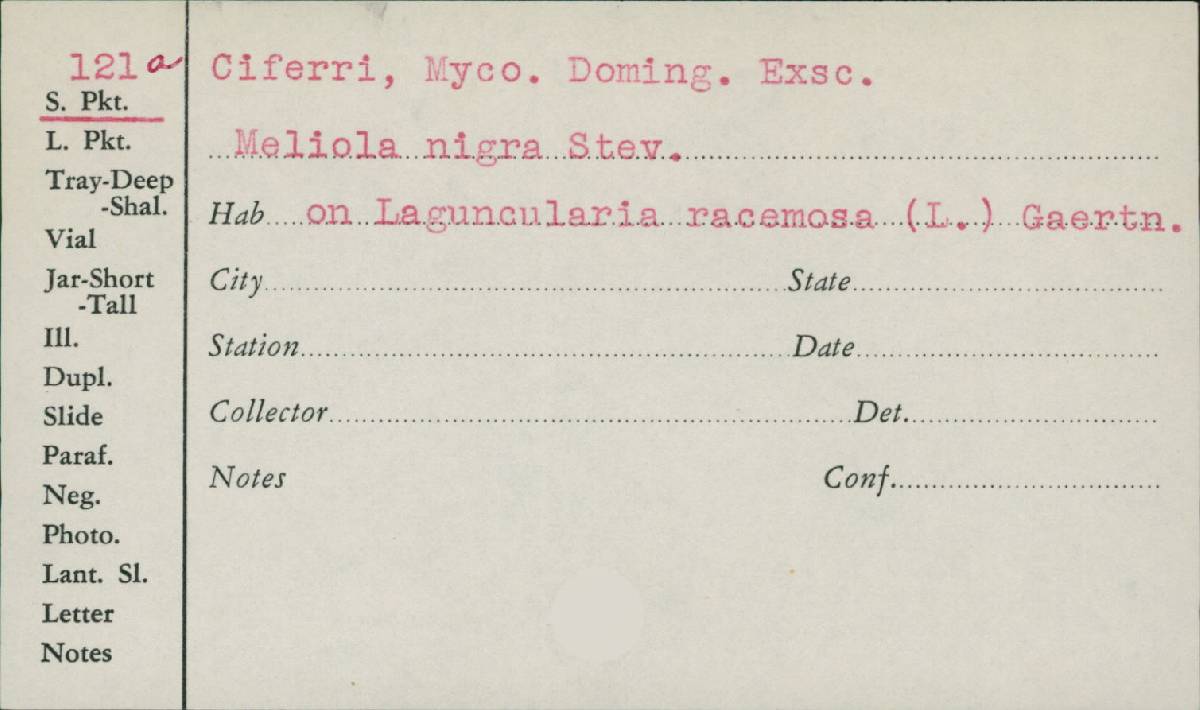 121a
S. Pkt.
L. Pkt.
Tray-Deep
-Shal.
Vial
Jar-Short
-Tall
Ill.
Dupl.
Slide
Paraf.
Neg.
Photo.
Lant. Sl.
Letter
Notes
Ciferri, Myco. Doming. Exsc.
Meliola nigra Stev.
Hab on Laguncularia racemosa (L.) Gaertn.
City State
Station Date
Collector Det.
Notes Conf.